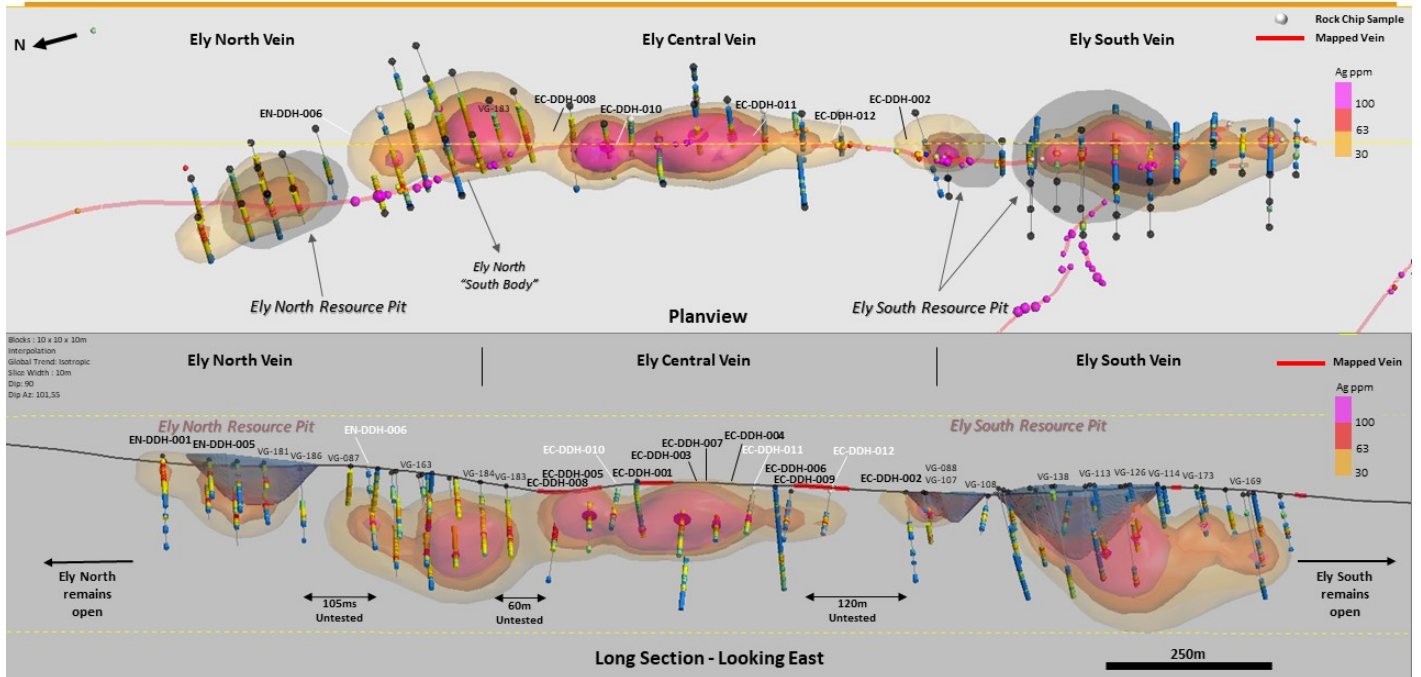 N
Ely North Vein
Ely Central Vein
Ely South Vein
Rock Chip Sample
Mapped Vein
Ag ppm
100
63
30
EN-DDH-006
VG-183
EC-DDH-008
EC-DDH-010
EC-DDH-011
EC-DDH-012
EC-DDH-002
Ely North
"South Body"
Ely North Resource Pit
Ely South Resource Pit
Planview
Blocks : 10 x 10 x 10m
Interpolation
Global Trend: Isotropic
Slice Width : 10m
Dip: 90
Dip Az: 101,55
Ely North Vein
Ely Central Vein
Ely South Vein
Mapped Vein
Ag ppm
100
63
30
Ely North Resource Pit
Ely South Resource Pit
EN-DDH-001
EN-DDH-005
VG-181
VG-186
VG-087
EN-DDH-006
VG-163
VG-184
VG-183
EC-DDH-010
EC-DDH-005
EC-DDH-008
EC-DDH-001
EC-DDH-003
EC-DDH-007
EC-DDH-004
EC-DDH-011
EC-DDH-006
EC-DDH-009
EC-DDH-012
EC-DDH-002
VG-088
VG-107
VG-108
VG-138
VG-113
VG-126
VG-114
VG-173
VG-169
Ely North
remains
open
105ms
Untested
60m
Untested
120m
Untested
Ely South
remains
open
Long Section - Looking East
250m